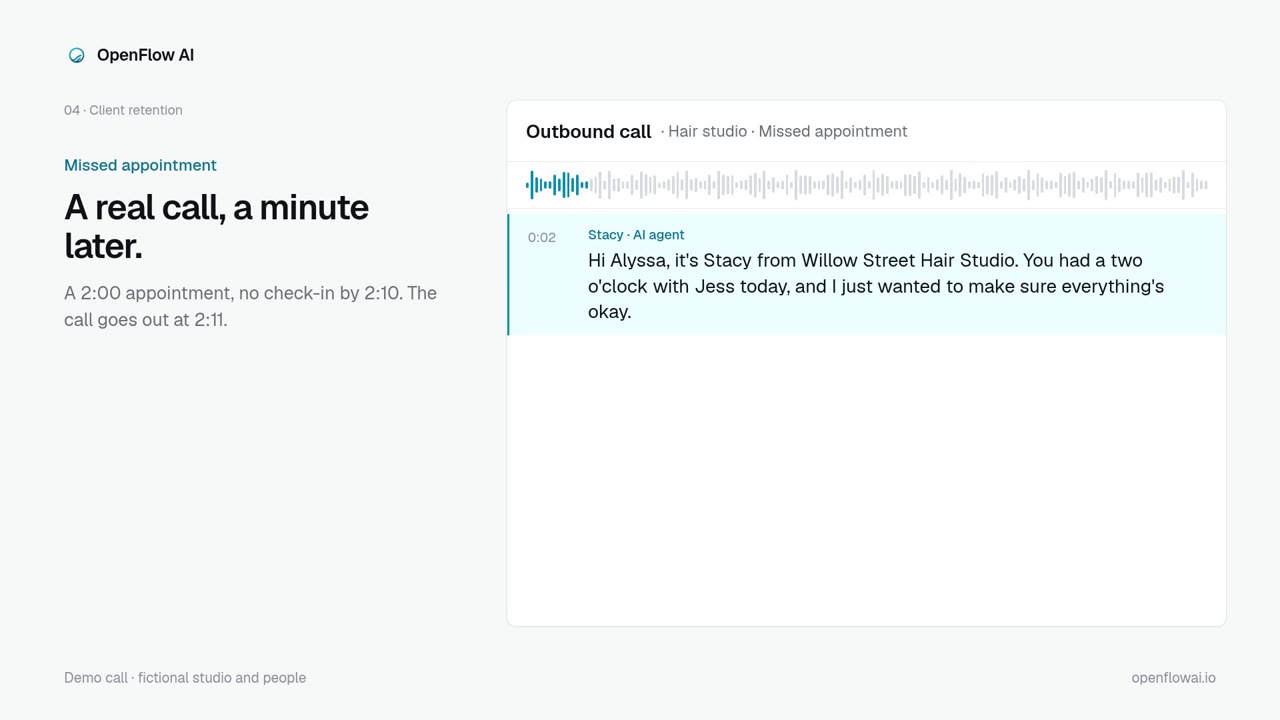 OpenFlow AI
04 · Client retention
Missed appointment
A real call, a minute
later.
A 2:00 appointment, no check-in by 2:10. The
call goes out at 2:11.
Outbound call · Hair studio · Missed appointment
0:02 Stacy · AI agent
Hi Alyssa, it's Stacy from Willow Street Hair Studio. You had a two
o'clock with Jess today, and I just wanted to make sure everything's
okay.
Demo call · fictional studio and people
openflowai.io